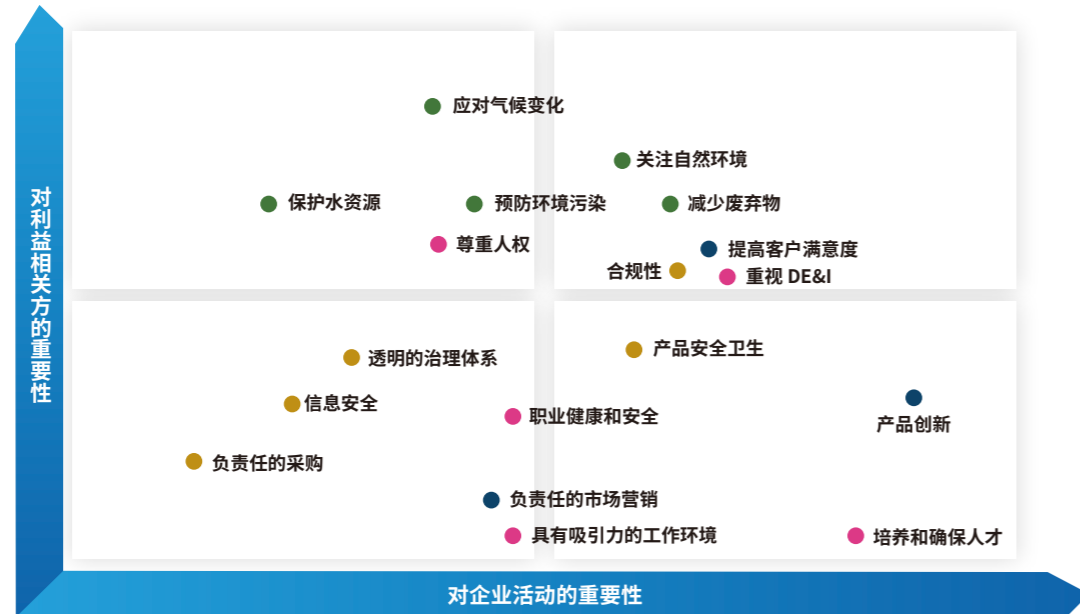 对利益相关方的重要性
应对气候变化
关注自然环境
保护水资源
预防环境污染
减少废弃物
尊重人权
提高客户满意度
合规性
重视 DE&I
产品安全卫生
透明的治理体系
信息安全
职业健康和安全
产品创新
负责任的采购
负责任的市场营销
具有吸引力的工作环境
培养和确保人才
对企业活动的重要性